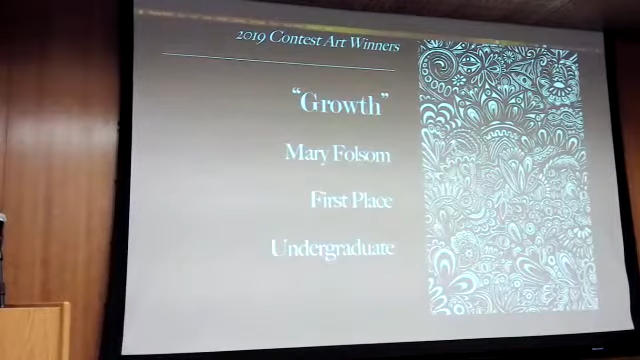 2019 Contest Art Winners
"Growth"
Mary Folsom
First Place
Undergraduate